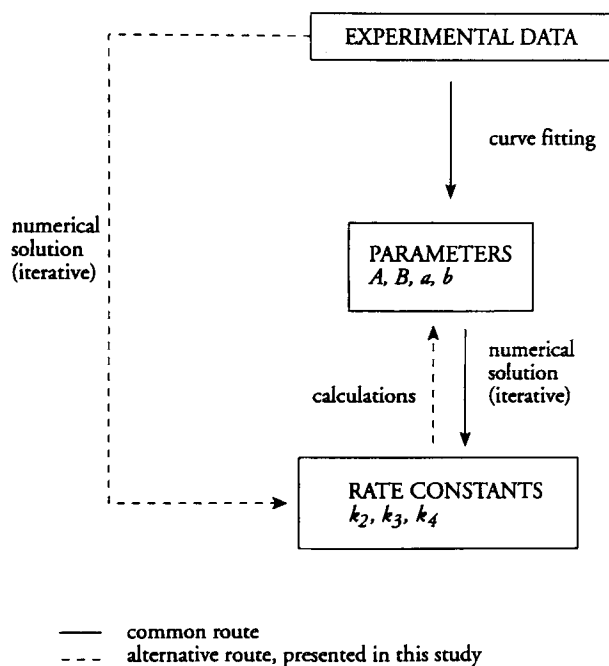 EXPERIMENTAL DATA
curve fitting
numerical
solution
(iterative)
PARAMETERS
A, B, a, b
numerical
solution
(iterative)
calculations
RATE CONSTANTS
k2, k3, k4
common route
alternative route, presented in this study